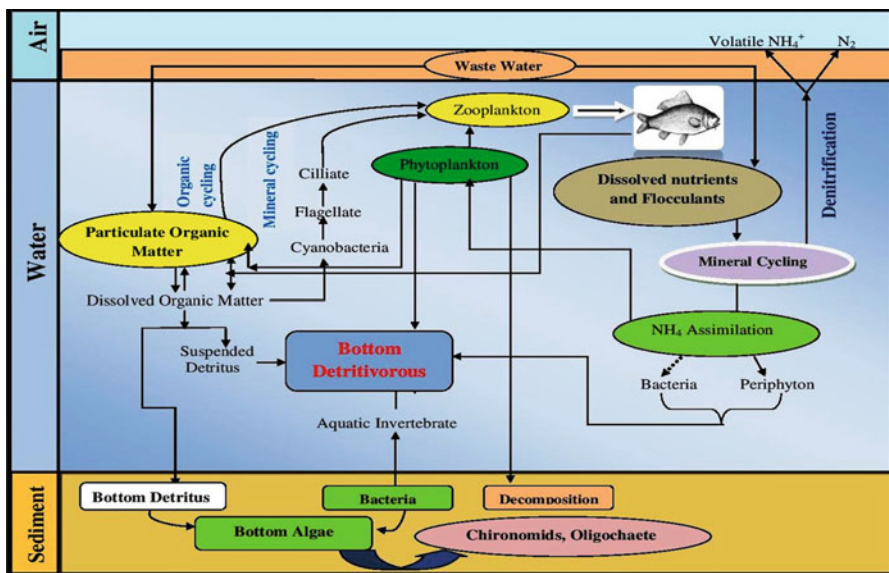 Air
Volatile NH₄⁺
N₂
Waste Water
Zooplankton
Organic
cycling
Mineral cycling
Cilliate
Phytoplankton
Dissolved nutrients
and Flocculants
Denitrification
Flagellate
Particulate Organic
Matter
Cyanobacteria
Mineral Cycling
Water
Dissolved Organic Matter
NH₄ Assimilation
Suspended
Detritus
Bottom
Detritivorous
Bacteria
Periphyton
Aquatic Invertebrate
Sediment
Bottom Detritus
Bacteria
Decomposition
Bottom Algae
Chironomids, Oligochaete